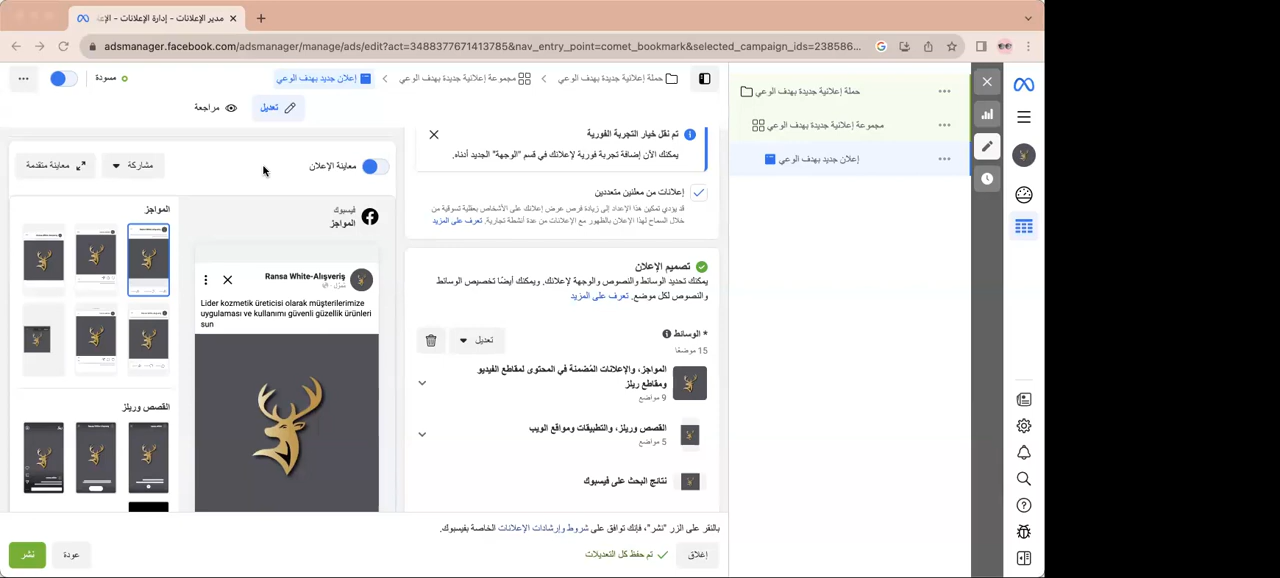 مدير الإعلانات - إدارة الإعلانات - الإعا
adsmanager.facebook.com/adsmanager/manage/ads/edit?act=3488377671413785&nav_entry_point=comet_bookmark&selected_campaign_ids=238586...
حملة إعلانية جديدة بهدف الوعي
مجموعة إعلانية جديدة بهدف الوعي
إعلان جديد بهدف الوعي
مسودة
تعديل
مراجعة
حملة إعلانية جديدة بهدف الوعي
مجموعة إعلانية جديدة بهدف الوعي
إعلان جديد بهدف الوعي
تم نقل خيار التجربة الفورية
يمكنك الآن إضافة تجربة فورية لإعلانك في قسم "الوجهة" الجديد أدناه.
إعلانات من معلنين متعددين
قد يؤدي تمكين هذا الإعداد إلى زيادة فرص عرض إعلانك على الأشخاص بعقلية تسوقية من
خلال السماح لهذا الإعلان بالظهور مع الإعلانات من عدة أنشطة تجارية. تعرف على المزيد
تصميم الإعلان
يمكنك تحديد الوسائط والنصوص والوجهة لإعلانك. ويمكنك أيضًا تخصيص الوسائط
والنصوص لكل موضع. تعرف على المزيد
* الوسائط
15 موضعًا
تعديل
المواجز، والإعلانات المُضمنة في المحتوى لمقاطع الفيديو
ومقاطع ريلز
9 مواضع
القصص وريلز، والتطبيقات ومواقع الويب
5 مواضع
نتائج البحث على فيسبوك
معاينة الإعلان
مشاركة
معاينة متقدمة
فيسبوك
المواجز
المواجز
القصص وريلز
Ransa White-Alışveriş
مُمَوَّل
Lider kozmetik üreticisi olarak müşterilerimize
uygulaması ve kullanımı güvenli güzellik ürünleri
sun
بالنقر على الزر "نشر"، فإنك توافق على شروط وإرشادات الإعلانات الخاصة بفيسبوك.
إغلاق
تم حفظ كل التعديلات
عودة
نشر